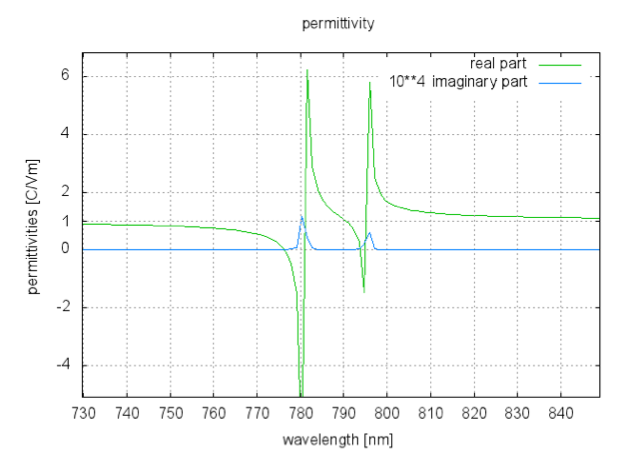 permittivity
real part
10**4 imaginary part
permittivities [C/Vm]
6
4
2
1
0
-2
-4
730 740 750 760 770 780 790 800 810 820 830 840
wavelength [nm]